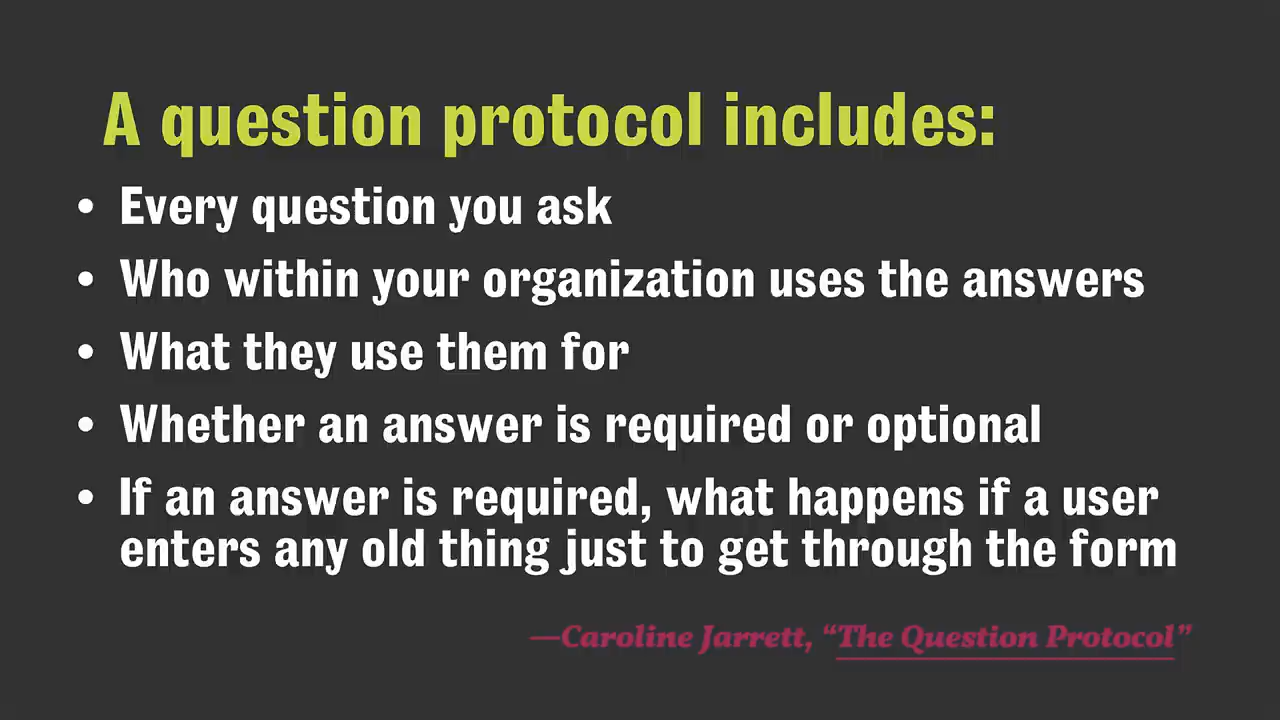 A question protocol includes:
• Every question you ask
• Who within your organization uses the answers
• What they use them for
• Whether an answer is required or optional
• If an answer is required, what happens if a user
enters any old thing just to get through the form
—Caroline Jarrett, “The Question Protocol”